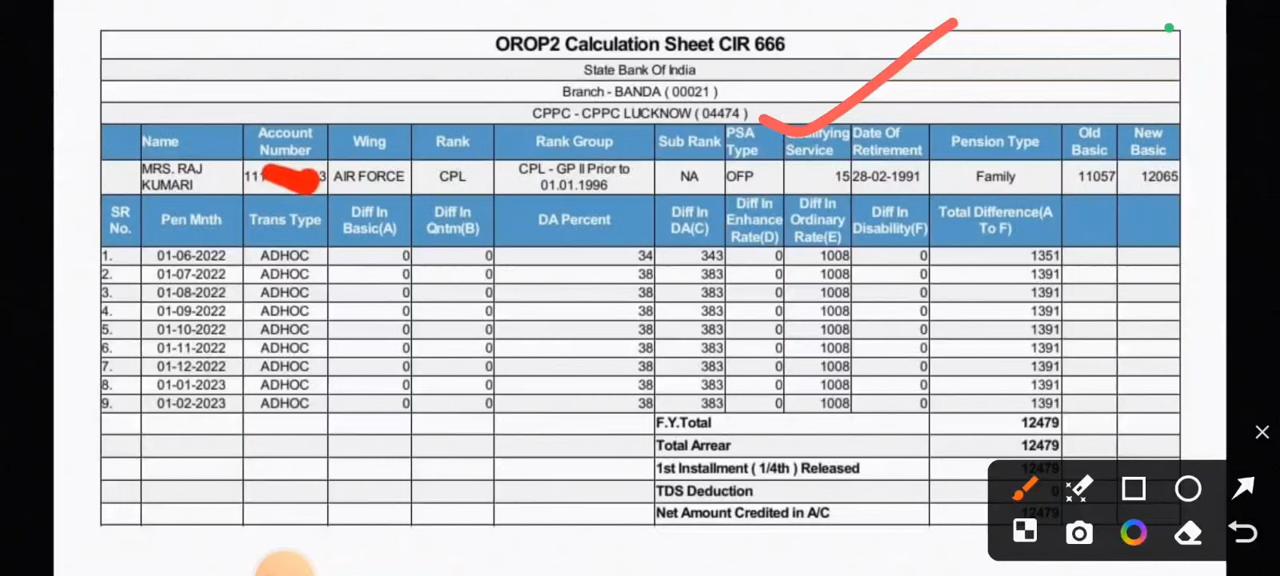 OROP2 Calculation Sheet CIR 666
State Bank Of India
Branch - BANDA ( 00021 )
CPPC - CPPC LUCKNOW ( 04474 )
Name Account Number Wing Rank Rank Group Sub Rank PSA Type Service Date Of Retirement Pension Type Old Basic New Basic
MRS. RAJ KUMARI AIR FORCE CPL CPL - GP II Prior to 01.01.1996 NA OFP 15 28-02-1991 Family 11057 12065
SR No. Pen Mnth Trans Type Diff In Basic(A) Diff In Qntm(B) DA Percent Diff In DA(C) Diff In Enhance Rate(D) Diff In Ordinary Rate(E) Diff In Disability(F) Total Difference(A To F)
1. 01-06-2022 ADHOC 0 0 34 343 0 1008 0 1351
2. 01-07-2022 ADHOC 0 0 38 383 0 1008 0 1391
3. 01-08-2022 ADHOC 0 0 38 383 0 1008 0 1391
4. 01-09-2022 ADHOC 0 0 38 383 0 1008 0 1391
5. 01-10-2022 ADHOC 0 0 38 383 0 1008 0 1391
6. 01-11-2022 ADHOC 0 0 38 383 0 1008 0 1391
7. 01-12-2022 ADHOC 0 0 38 383 0 1008 0 1391
8. 01-01-2023 ADHOC 0 0 38 383 0 1008 0 1391
9. 01-02-2023 ADHOC 0 0 38 383 0 1008 0 1391
F.Y.Total 12479
Total Arrear 12479
1st Installment ( 1/4th ) Released 12479
TDS Deduction 0
Net Amount Credited in A/C 12479